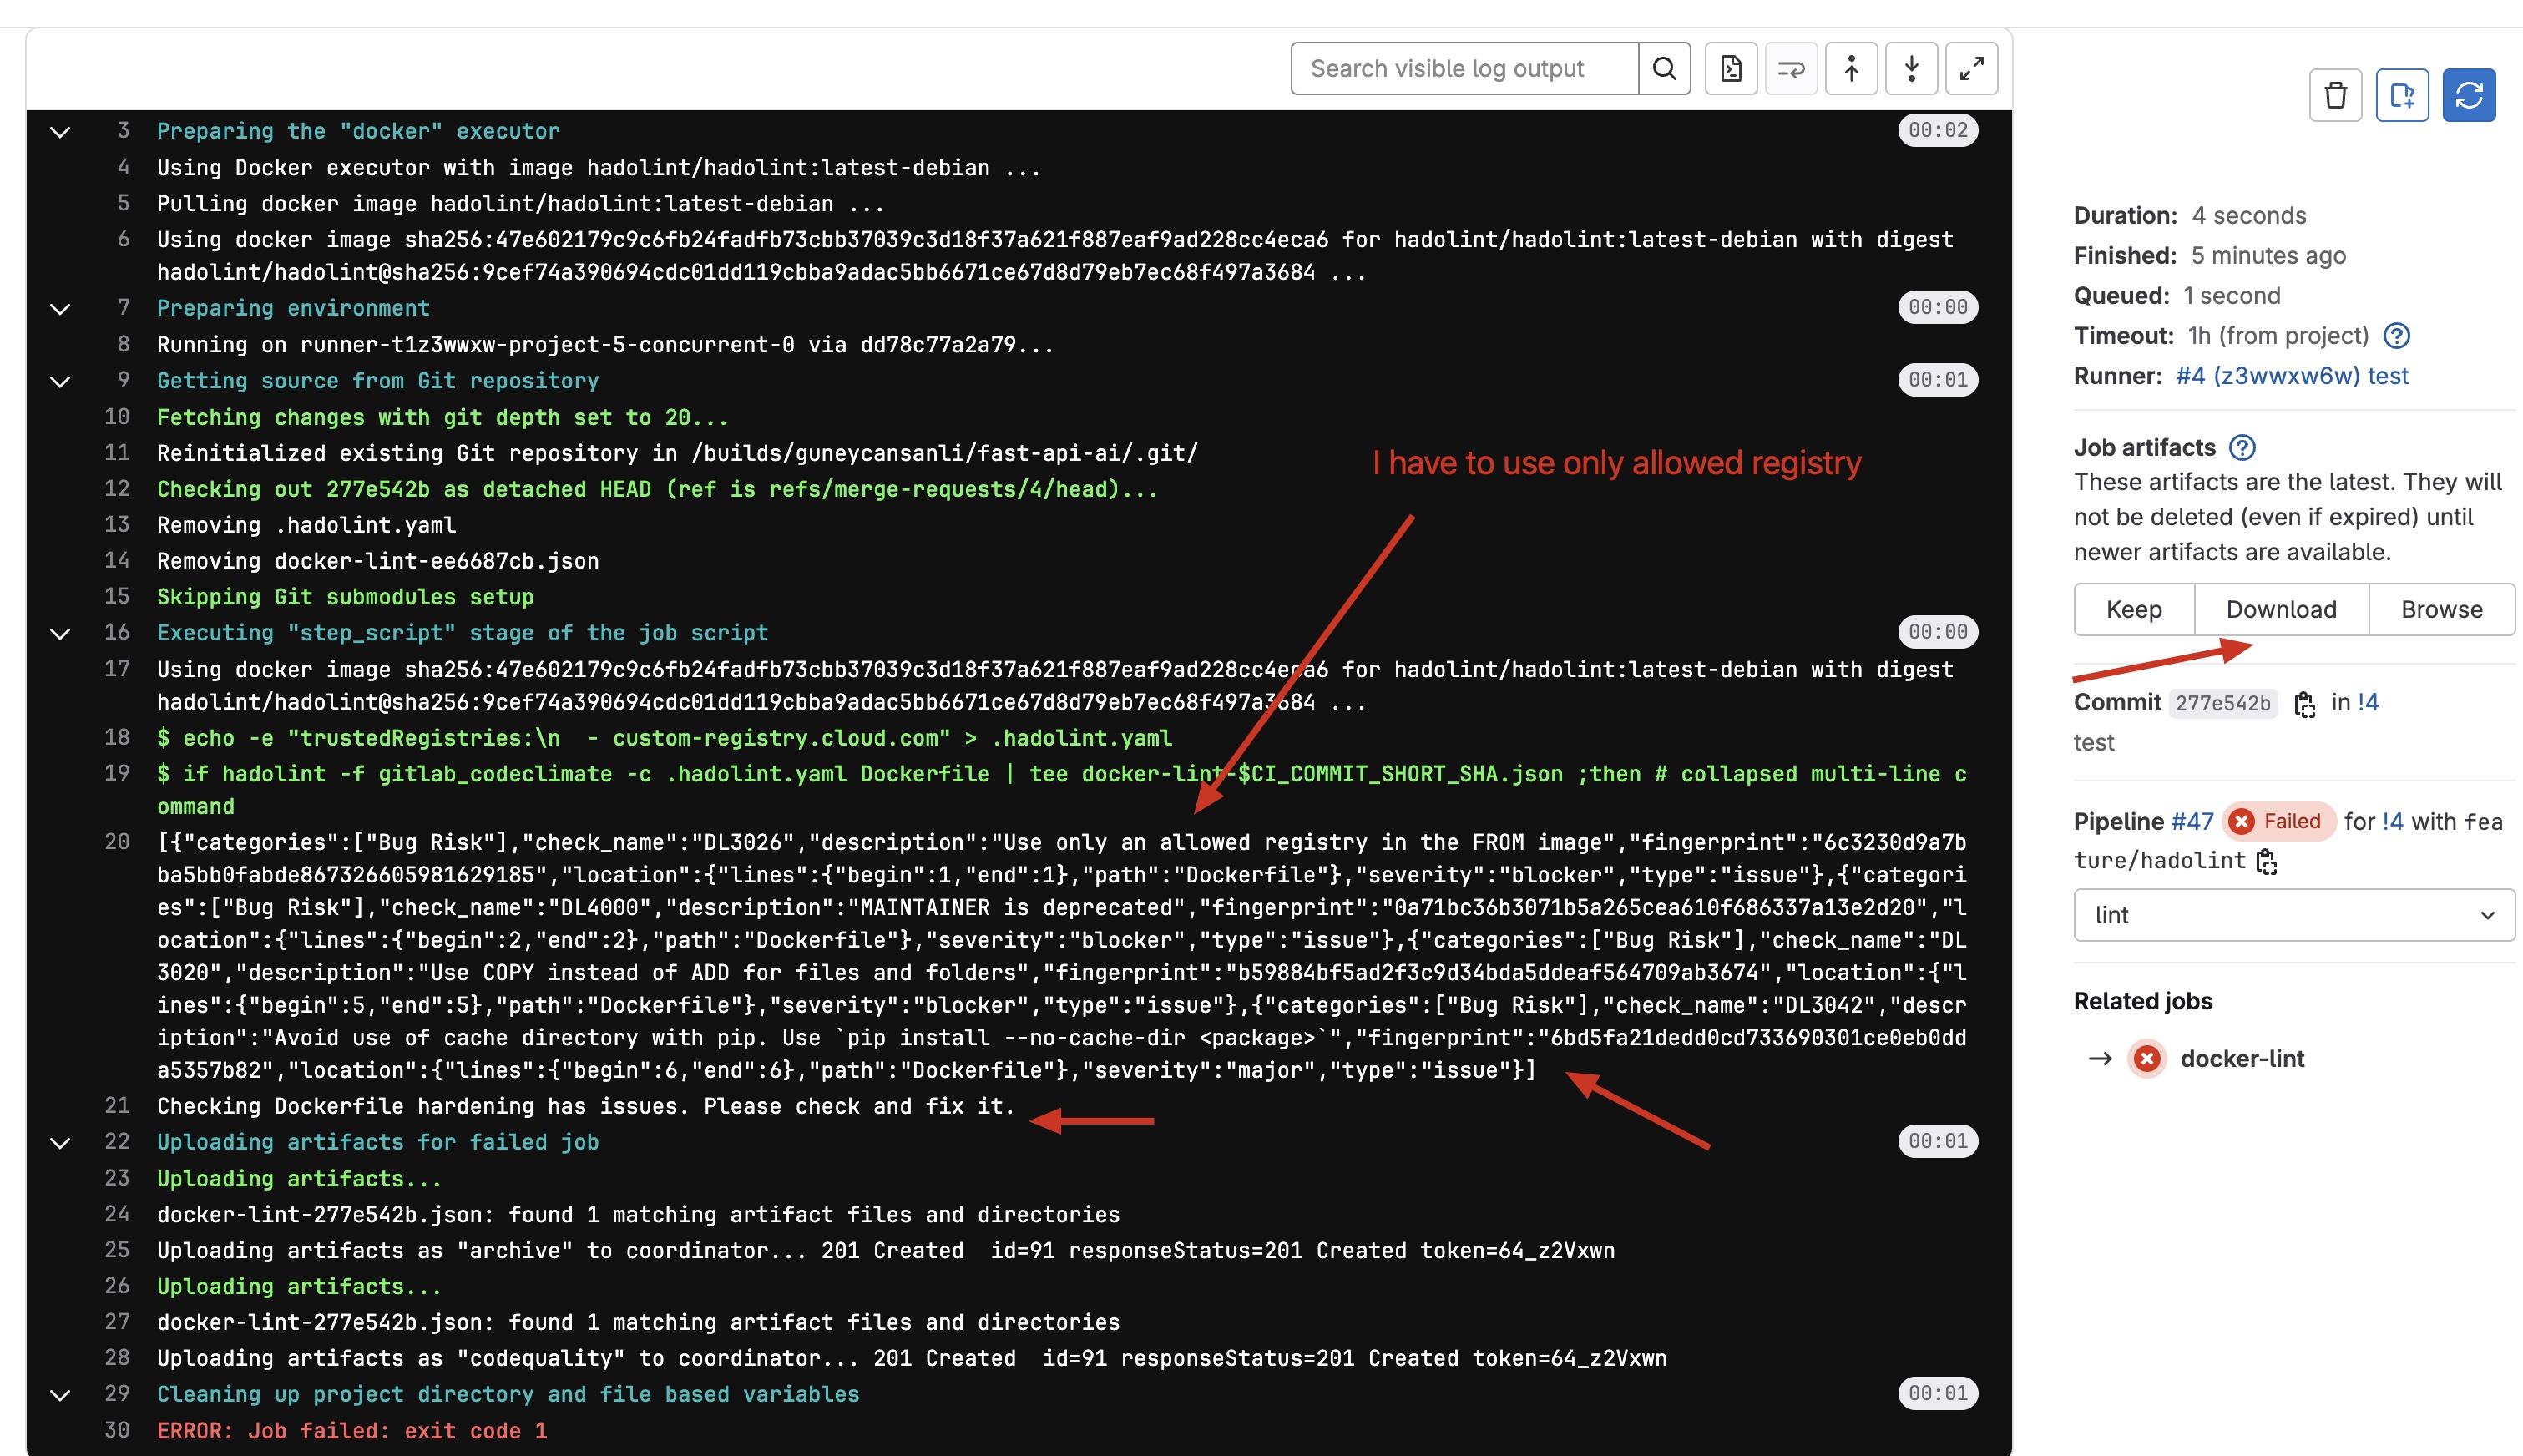 Search visible log output
3 Preparing the "docker" executor 00:02
4 Using Docker executor with image hadolint/hadolint:latest-debian ...
5 Pulling docker image hadolint/hadolint:latest-debian ...
6 Using docker image sha256:47e602179c9c6fb24fadfb73cbb37039c3d18f37a621f887eaf9ad228cc4eca6 for hadolint/hadolint:latest-debian with digest
hadolint/hadolint@sha256:9cef74a390694cdc01dd119cbba9adac5bb6671ce67d8d79eb7ec68f497a3684 ...
7 Preparing environment 00:00
8 Running on runner-t1z3wwxw-project-5-concurrent-0 via dd78c77a2a79...
9 Getting source from Git repository 00:01
10 Fetching changes with git depth set to 20...
11 Reinitialized existing Git repository in /builds/guneycansanli/fast-api-ai/.git/
I have to use only allowed registry
12 Checking out 277e542b as detached HEAD (ref is refs/merge-requests/4/head)...
13 Removing .hadolint.yaml
14 Removing docker-lint-ee6687cb.json
15 Skipping Git submodules setup
16 Executing "step_script" stage of the job script 00:00
17 Using docker image sha256:47e602179c9c6fb24fadfb73cbb37039c3d18f37a621f887eaf9ad228cc4eca6 for hadolint/hadolint:latest-debian with digest
hadolint/hadolint@sha256:9cef74a390694cdc01dd119cbba9adac5bb6671ce67d8d79eb7ec68f497a3684 ...
18 $ echo -e "trustedRegistries:\n  - custom-registry.cloud.com" > .hadolint.yaml
19 $ if hadolint -f gitlab_codeclimate -c .hadolint.yaml Dockerfile | tee docker-lint-$CI_COMMIT_SHORT_SHA.json ;then # collapsed multi-line c
ommand
20 [{"categories":["Bug Risk"],"check_name":"DL3026","description":"Use only an allowed registry in the FROM image","fingerprint":"6c3230d9a7b
ba5bb0fabde867326605981629185","location":{"lines":{"begin":1,"end":1},"path":"Dockerfile"},"severity":"blocker","type":"issue"},{"categori
es":["Bug Risk"],"check_name":"DL4000","description":"MAINTAINER is deprecated","fingerprint":"0a71bc36b3071b5a265cea610f686337a13e2d20","l
ocation":{"lines":{"begin":2,"end":2},"path":"Dockerfile"},"severity":"blocker","type":"issue"},{"categories":["Bug Risk"],"check_name":"DL
3020","description":"Use COPY instead of ADD for files and folders","fingerprint":"b59884bf5ad2f3c9d34bda5ddeaf564709ab3674","location":{"l
ines":{"begin":5,"end":5},"path":"Dockerfile"},"severity":"blocker","type":"issue"},{"categories":["Bug Risk"],"check_name":"DL3042","descr
iption":"Avoid use of cache directory with pip. Use `pip install --no-cache-dir <package>`","fingerprint":"6bd5fa21dedd0cd733690301ce0eb0dd
a5357b82","location":{"lines":{"begin":6,"end":6},"path":"Dockerfile"},"severity":"major","type":"issue"}]
21 Checking Dockerfile hardening has issues. Please check and fix it.
22 Uploading artifacts for failed job 00:01
23 Uploading artifacts...
24 docker-lint-277e542b.json: found 1 matching artifact files and directories
25 Uploading artifacts as "archive" to coordinator... 201 Created  id=91 responseStatus=201 Created token=64_z2Vxwn
26 Uploading artifacts...
27 docker-lint-277e542b.json: found 1 matching artifact files and directories
28 Uploading artifacts as "codequality" to coordinator... 201 Created  id=91 responseStatus=201 Created token=64_z2Vxwn
29 Cleaning up project directory and file based variables 00:01
30 ERROR: Job failed: exit code 1
Duration: 4 seconds
Finished: 5 minutes ago
Queued: 1 second
Timeout: 1h (from project)
Runner: #4 (z3wwxw6w) test
Job artifacts
These artifacts are the latest. They will
not be deleted (even if expired) until
newer artifacts are available.
Keep Download Browse
Commit 277e542b in !4
test
Pipeline #47 Failed for !4 with fea
ture/hadolint
lint
Related jobs
docker-lint